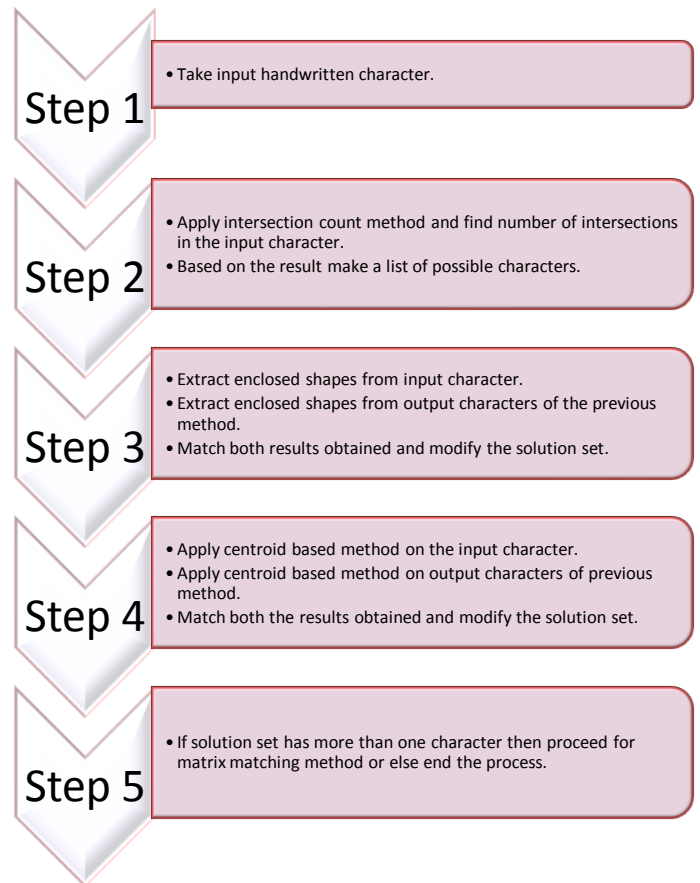 Step 1
• Take input handwritten character.
Step 2
• Apply intersection count method and find number of intersections
in the input character.
• Based on the result make a list of possible characters.
Step 3
• Extract enclosed shapes from input character.
• Extract enclosed shapes from output characters of the previous
method.
• Match both results obtained and modify the solution set.
Step 4
• Apply centroid based method on the input character.
• Apply centroid based method on output characters of previous
method.
• Match both the results obtained and modify the solution set.
Step 5
• If solution set has more than one character then proceed for
matrix matching method or else end the process.